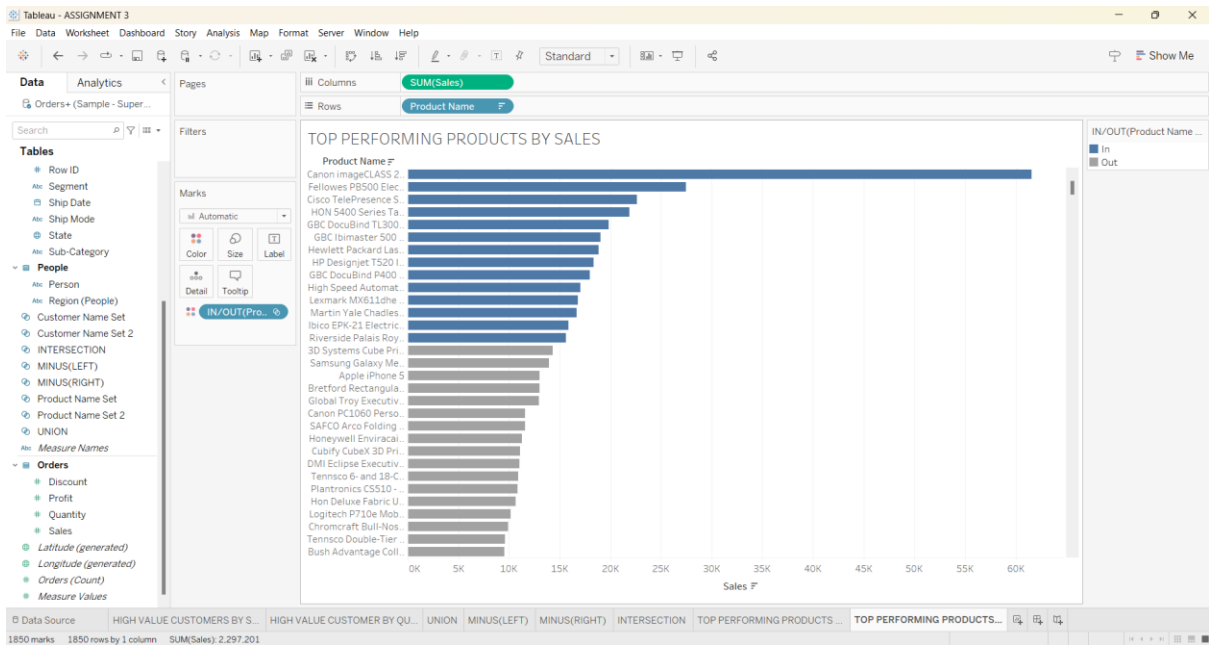 Tableau - ASSIGNMENT 3
File Data Worksheet Dashboard Story Analysis Map Format Server Window Help
Standard
Show Me
Data Analytics
Orders+ (Sample - Super...
Search
Tables
Row ID
Abc Segment
Ship Date
Abc Ship Mode
State
Abc Sub-Category
People
Abc Person
Abc Region (People)
Customer Name Set
Customer Name Set 2
INTERSECTION
MINUS(LEFT)
MINUS(RIGHT)
Product Name Set
Product Name Set 2
UNION
Abc Measure Names
Orders
Discount
Profit
Quantity
Sales
Latitude (generated)
Longitude (generated)
Orders (Count)
Measure Values
Pages
Filters
Marks
Automatic
Color Size Label
Detail Tooltip
IN/OUT(Pro..
Columns SUM(Sales)
Rows Product Name
TOP PERFORMING PRODUCTS BY SALES
Product Name
Canon imageCLASS 2..
Fellowes PB500 Elec..
Cisco TelePresence S..
HON 5400 Series Ta..
GBC DocuBind TL300..
GBC Ibimaster 500 ..
Hewlett Packard Las..
HP Designjet T520 I..
GBC DocuBind P400 ..
High Speed Automat..
Lexmark MX611dhe ..
Martin Yale Chadles..
Ibico EPK-21 Electric..
Riverside Palais Roy..
3D Systems Cube Pri..
Samsung Galaxy Me..
Apple iPhone 5
Bretford Rectangula..
Global Troy Executiv..
Canon PC1060 Perso..
SAFCO Arco Folding ..
Honeywell Enviracai..
Cubify CubeX 3D Pri..
DMI Eclipse Executiv..
Tennsco 6- and 18-C..
Plantronics CS510 - ..
Hon Deluxe Fabric U..
Logitech P710e Mob..
Chromcraft Bull-Nos..
Tennsco Double-Tier ..
Bush Advantage Coll..
0K 5K 10K 15K 20K 25K 30K 35K 40K 45K 50K 55K 60K
Sales
IN/OUT(Product Name ...
In
Out
Data Source HIGH VALUE CUSTOMERS BY S... HIGH VALUE CUSTOMER BY QU... UNION MINUS(LEFT) MINUS(RIGHT) INTERSECTION TOP PERFORMING PRODUCTS ... TOP PERFORMING PRODUCTS...
1850 marks 1850 rows by 1 column SUM(Sales): 2,297,201